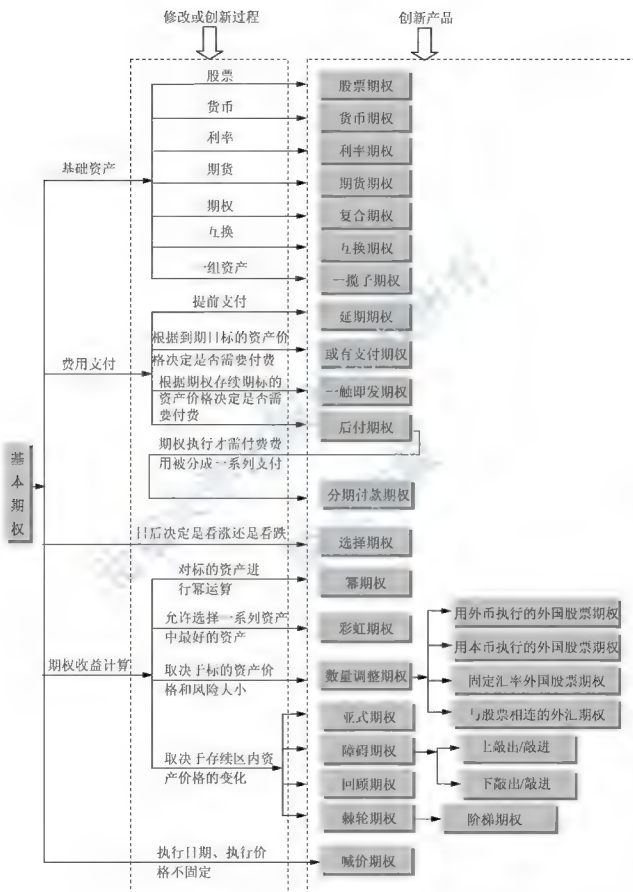 修改或创新过程
创新产品
股票
股票期权
货币
货币期权
利率
利率期权
基础资产
期货
期货期权
期权
复合期权
互换
互换期权
一组资产
一揽子期权
提前支付
延期期权
根据到期目标的资产价
格决定是否需要付费
或有支付期权
费用支付
根据期权存续期标的
资产价格决定是否需
要付费
一触即发期权
后付期权
期权执行才需付费费
用被分成一系列支付
分期付款期权
基
本
期
权
日后决定是看涨还是看跌
选择期权
对标的资产进
行幂运算
幂期权
允许选择一系列资产
中最好的资产
彩虹期权
期权收益计算
取决于标的资产价
格和风险大小
数量调整期权
用外币执行的外国股票期权
用本币执行的外国股票期权
固定汇率外国股票期权
与股票相连的外汇期权
取决于存续区内资
产价格的变化
亚式期权
障碍期权
上敲出/敲进
下敲出/敲进
回顾期权
棘轮期权
阶梯期权
执行日期、执行价
格不固定
喊价期权